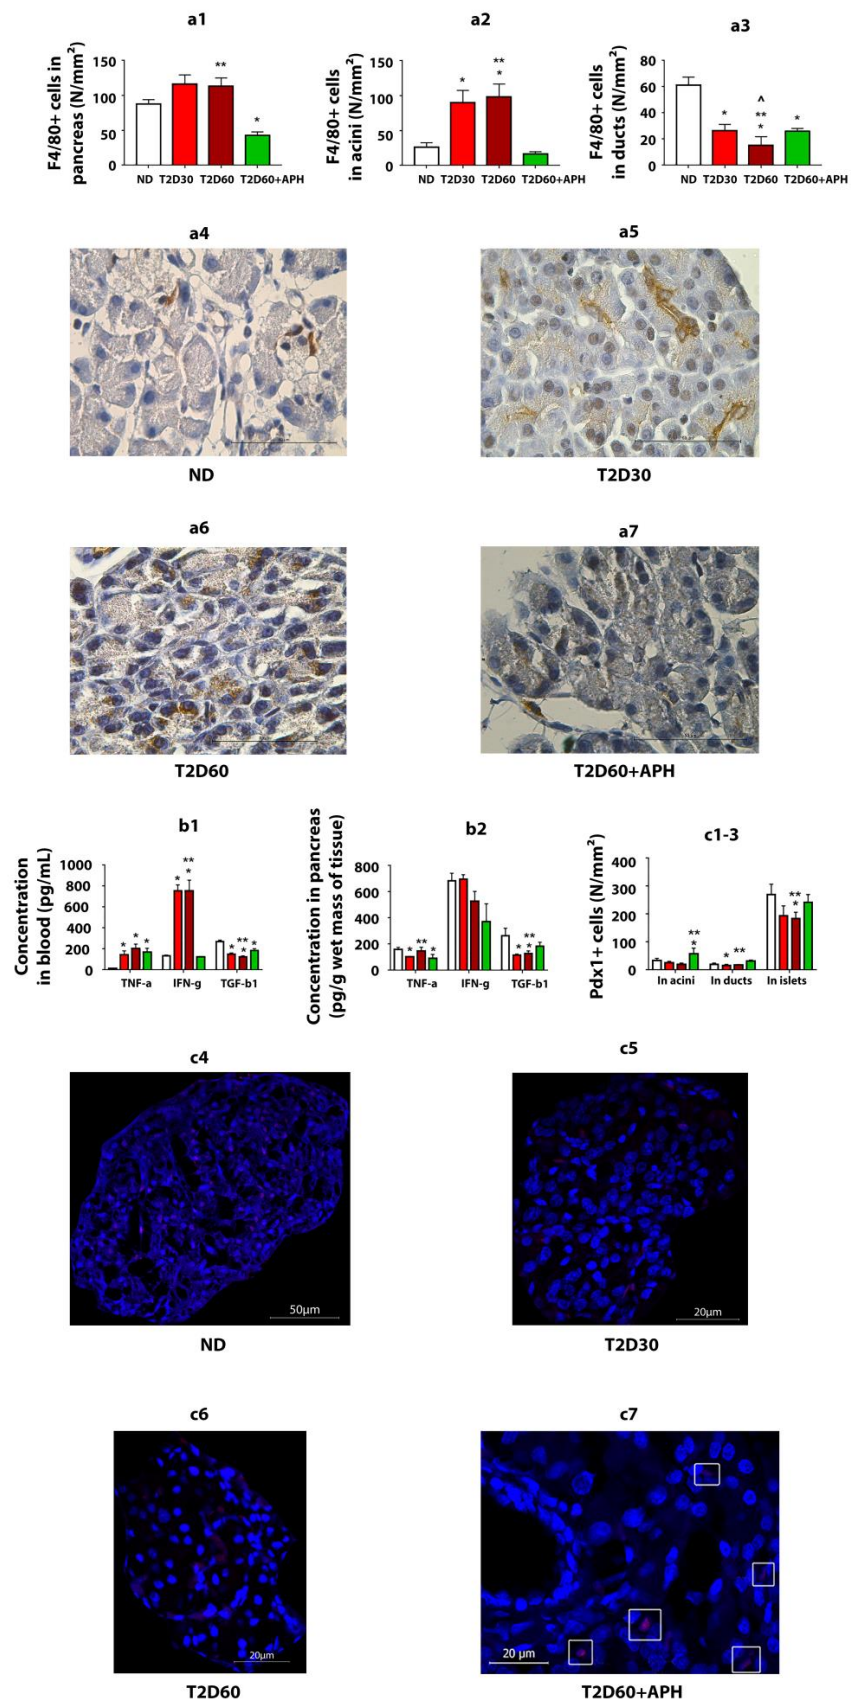 a1
a2
a3
F4/80+ cells in
pancreas (N/mm²)
150
100
50
0
**
*
ND T2D30 T2D60 T2D60+APH
F4/80+ cells
in acini (N/mm²)
150
100
50
0
*
**
*
ND T2D30 T2D60 T2D60+APH
F4/80+ cells
in ducts (N/mm²)
80
60
40
20
0
*
^
**
*
*
ND T2D30 T2D60 T2D60+APH
a4
a5
ND
T2D30
a6
a7
T2D60
T2D60+APH
b1
b2
c1-3
Concentration
in blood (pg/mL)
1000
800
600
400
200
0
* * *
*
**
*
* ** * *
TNF-a IFN-g TGF-b1
Concentration in pancreas
(pg/g wet mass of tissue)
800
600
400
200
0
* ** *
* ** *
TNF-a IFN-g TGF-b1
Pdx1+ cells (N/mm²)
400
300
200
100
0
**
*
* **
**
*
In acini In ducts In islets
c4
c5
50µm
20µm
ND
T2D30
c6
c7
20µm
20 µm
T2D60
T2D60+APH